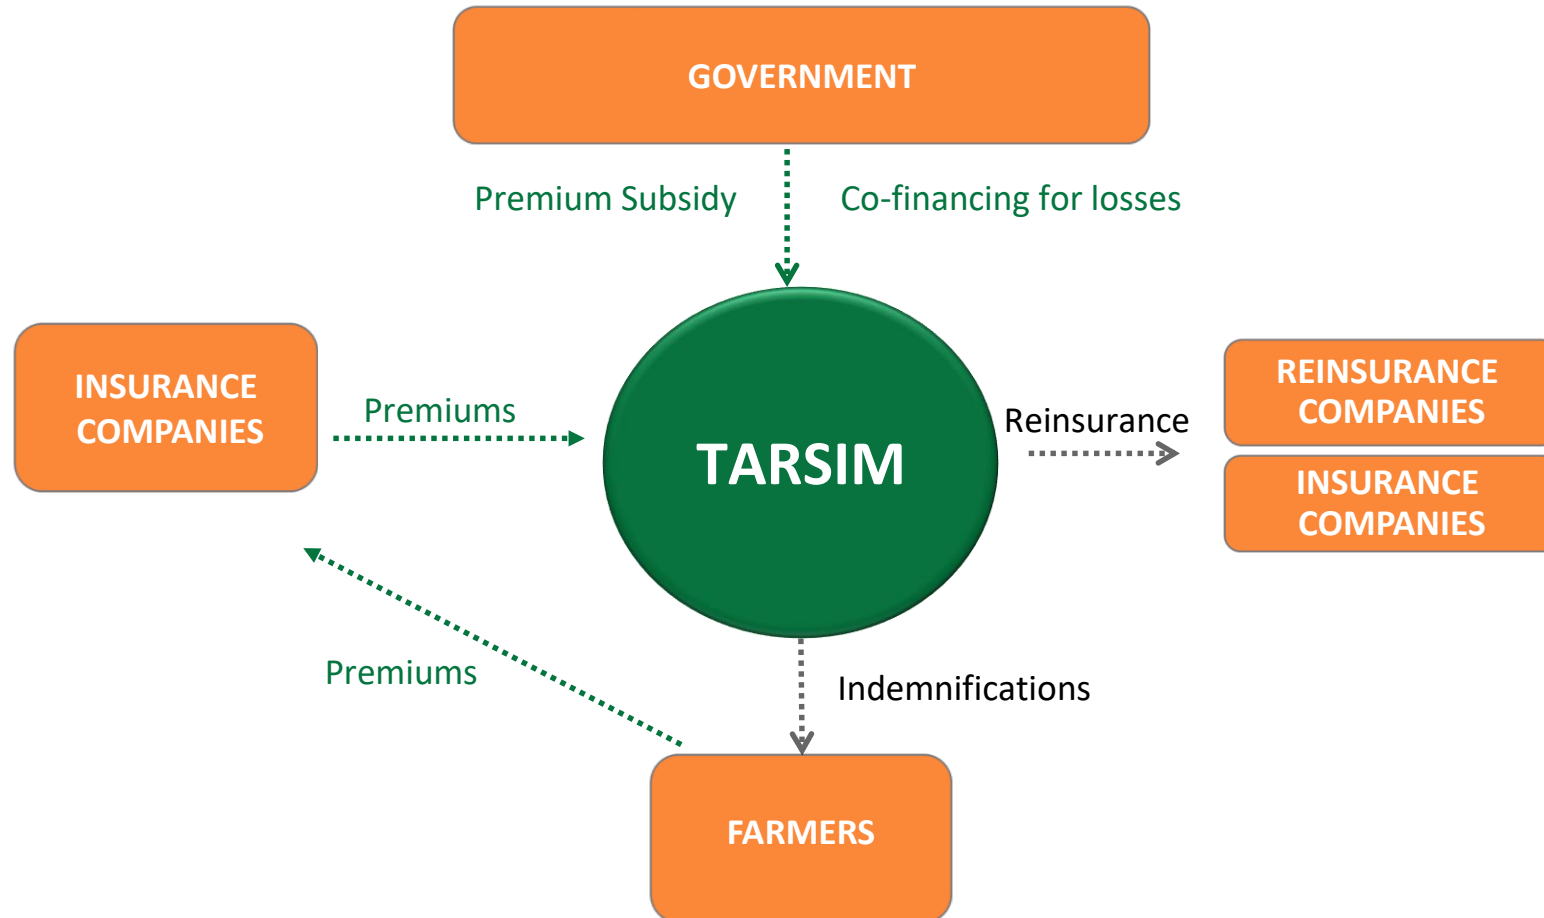 GOVERNMENT
Premium Subsidy
Co-financing for losses
INSURANCE
COMPANIES
Premiums
TARSIM
Reinsurance
REINSURANCE
COMPANIES
INSURANCE
COMPANIES
Premiums
Indemnifications
FARMERS